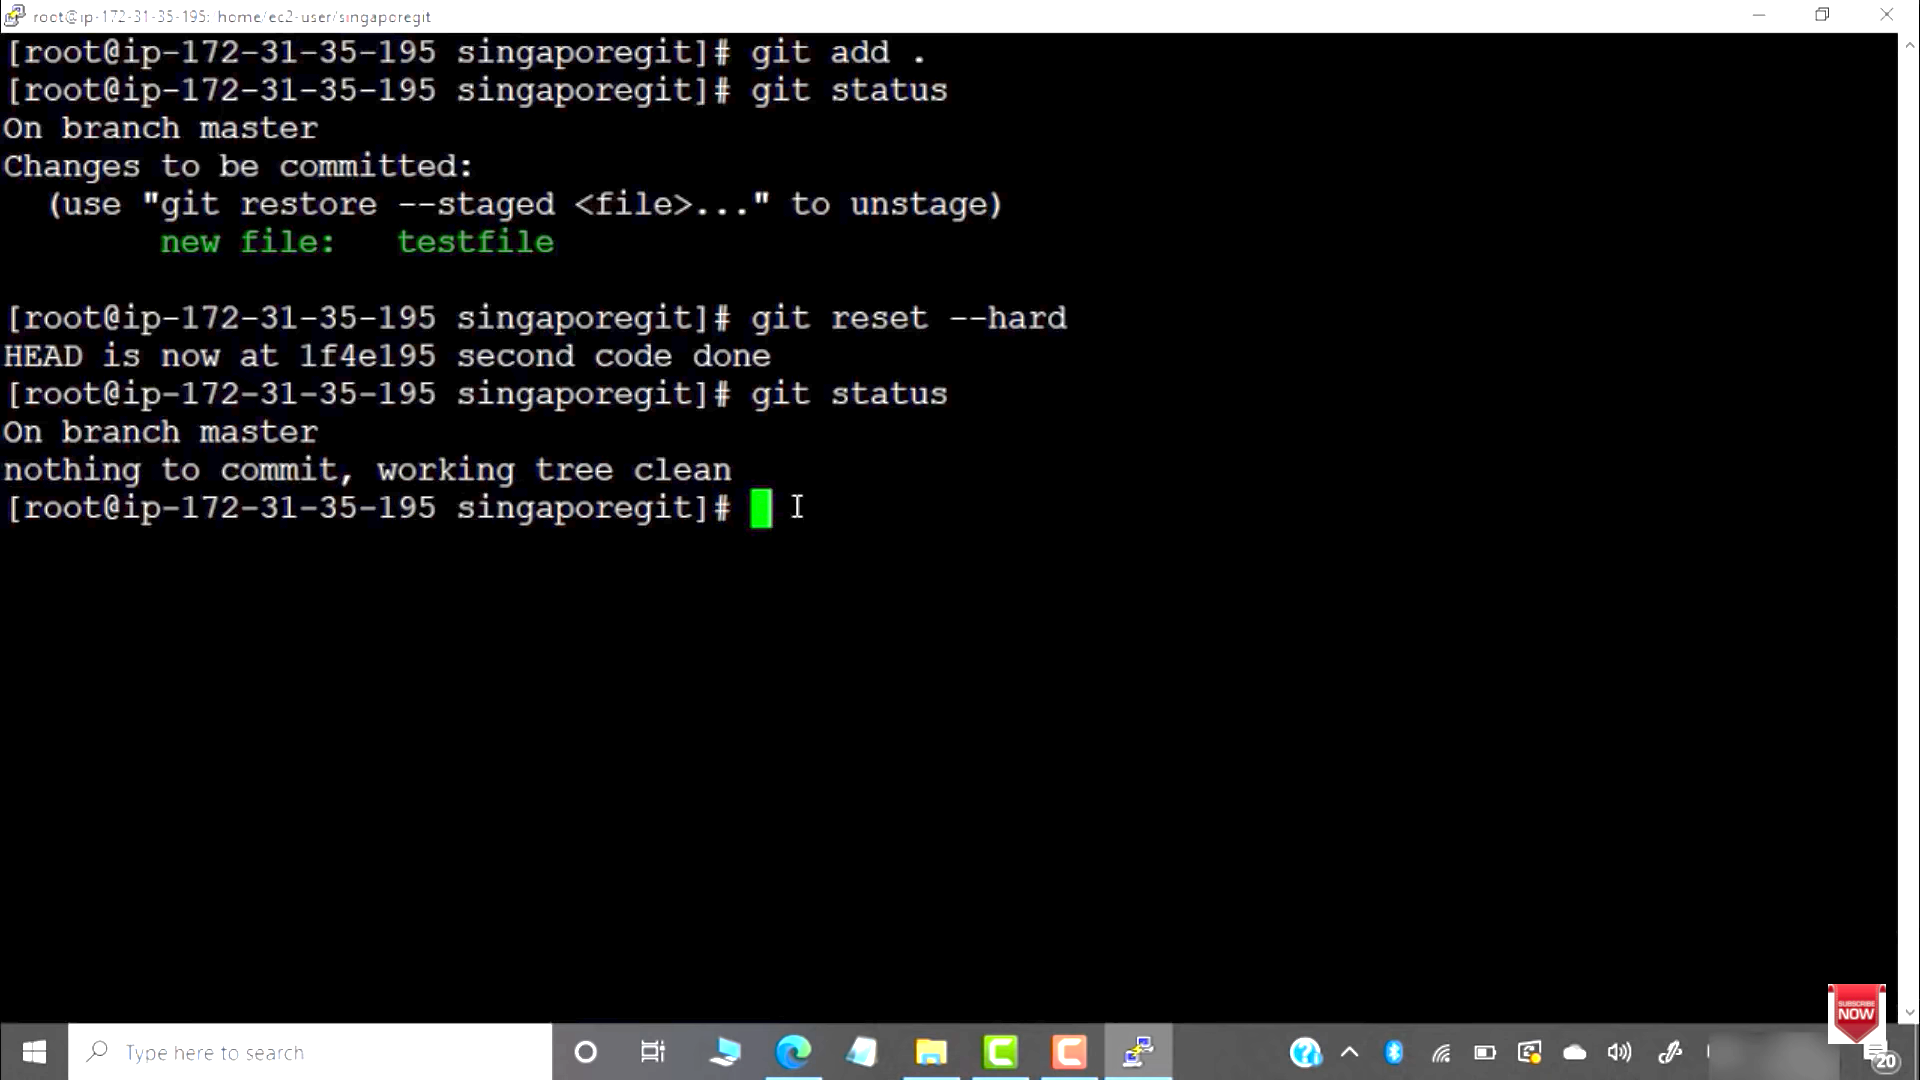 root@ip-172-31-35-195: home/ec2-user/singaporegit
[root@ip-172-31-35-195 singaporegit]# git add .
[root@ip-172-31-35-195 singaporegit]# git status
On branch master
Changes to be committed:
  (use "git restore --staged <file>..." to unstage)
        new file:   testfile
[root@ip-172-31-35-195 singaporegit]# git reset --hard
HEAD is now at 1f4e195 second code done
[root@ip-172-31-35-195 singaporegit]# git status
On branch master
nothing to commit, working tree clean
[root@ip-172-31-35-195 singaporegit]#
SUBSCRIBE
NOW
Type here to search
20